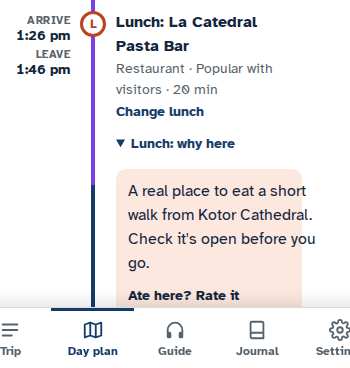 ARRIVE
1:26 pm
LEAVE
1:46 pm
L
Lunch: La Catedral
Pasta Bar
Restaurant · Popular with
visitors · 20 min
Change lunch
▼ Lunch: why here
A real place to eat a short
walk from Kotor Cathedral.
Check it's open before you
go.
Ate here? Rate it
Trip
Day plan
Guide
Journal
Settin